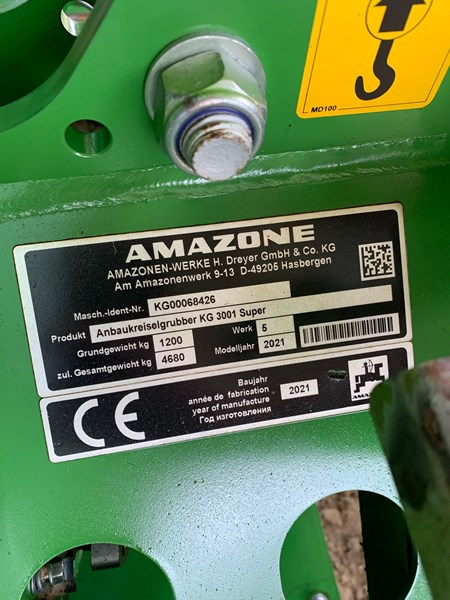 MD100
AMAZONE
AMAZONEN-WERKE H. Dreyer GmbH & Co. KG
Am Amazonenwerk 9-13 D-49205 Hasbergen
Masch.-Ident-Nr. KG00068426
Produkt Anbaukreiselgrubber KG 3001 Super
Grundgewicht kg 1200 Werk 5
zul. Gesamtgewicht kg 4680 Modelljahr 2021
CE
Baujahr
année de fabrication 2021
year of manufacture
Год изготовления
AMAZONE